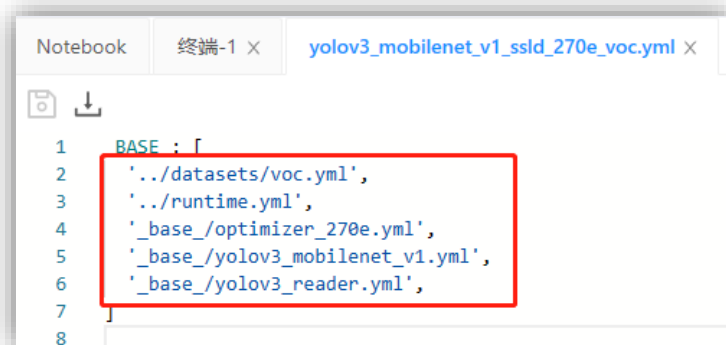 Notebook 终端-1 × yolov3_mobilenet_v1_ssld_270e_voc.yml ×
1 _BASE_: [
2 '../datasets/voc.yml',
3 '../runtime.yml',
4 '_base_/optimizer_270e.yml',
5 '_base_/yolov3_mobilenet_v1.yml',
6 '_base_/yolov3_reader.yml',
7 ]
8